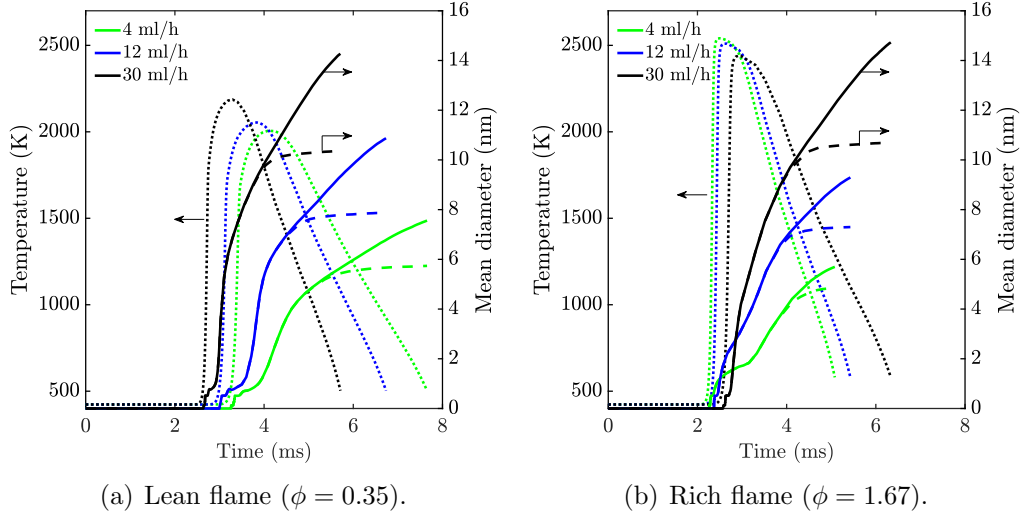 4 ml/h
12 ml/h
30 ml/h
2500
2000
1500
1000
500
Temperature (K)
16
14
12
10
8
6
4
2
0
Mean diameter (nm)
0 2 4 6 8
Time (ms)
(a) Lean flame (ϕ = 0.35).
4 ml/h
12 ml/h
30 ml/h
2500
2000
1500
1000
500
Temperature (K)
16
14
12
10
8
6
4
2
0
Mean diameter (nm)
0 2 4 6 8
Time (ms)
(b) Rich flame (ϕ = 1.67).